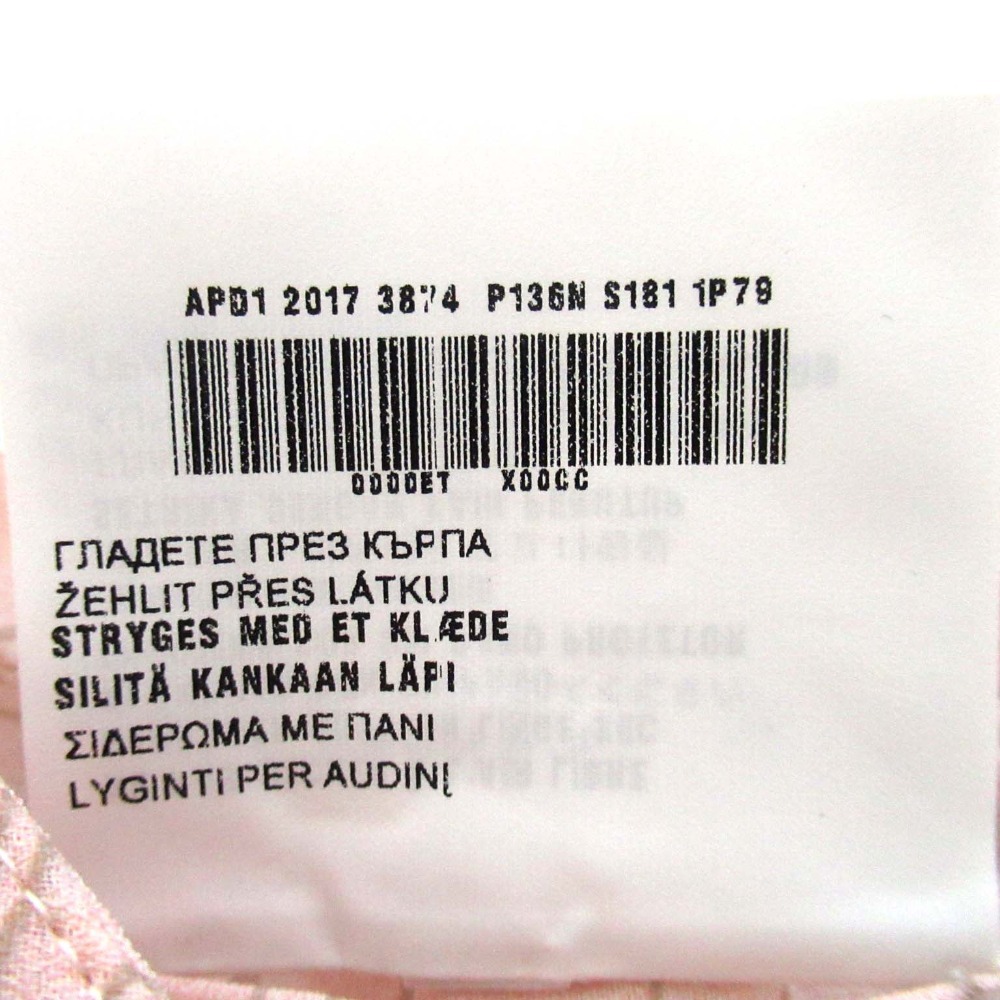 APD1 2017 3874 P136N S181 1P79
0000ET X00CC
ГЛАДЕТЕ ПРЕЗ КЪРПА
ŽEHLIT PŘES LÁTKU
STRYGES MED ET KLÆDE
SILITÄ KANKAAN LÄPI
ΣΙΔΕΡΩΜΑ ΜΕ ΠΑΝΙ
LYGINTI PER AUDINĮ